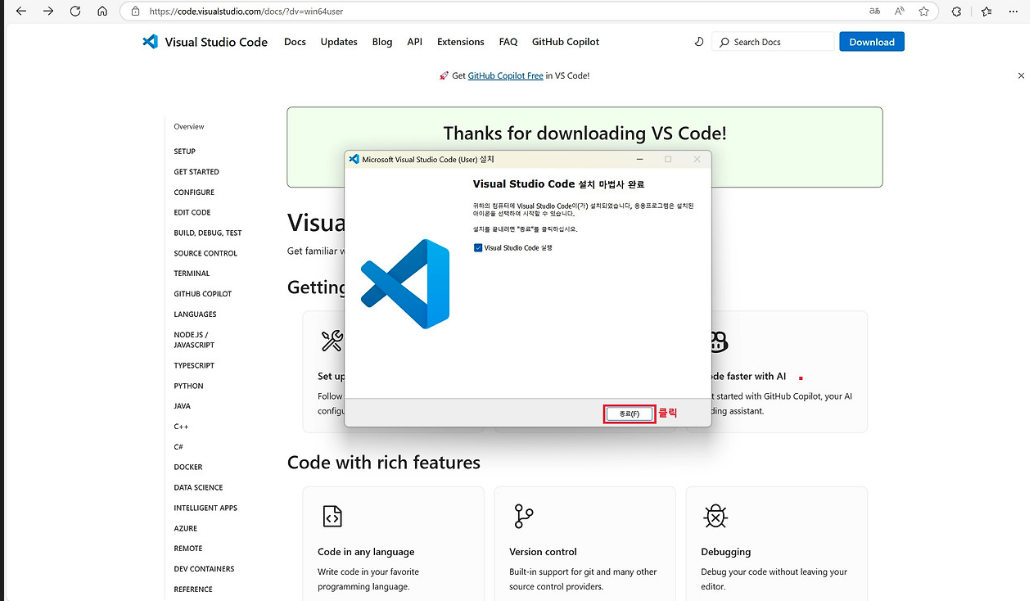 https://code.visualstudio.com/docs/?dv=win64user
Visual Studio Code
Docs
Updates
Blog
API
Extensions
FAQ
GitHub Copilot
Search Docs
Download
Get GitHub Copilot Free in VS Code!
Overview
SETUP
GET STARTED
CONFIGURE
EDIT CODE
BUILD, DEBUG, TEST
SOURCE CONTROL
TERMINAL
GITHUB COPILOT
LANGUAGES
NODE.JS /
JAVASCRIPT
TYPESCRIPT
PYTHON
JAVA
C++
C#
DOCKER
DATA SCIENCE
INTELLIGENT APPS
AZURE
REMOTE
DEV CONTAINERS
REFERENCE
Thanks for downloading VS Code!
Microsoft Visual Studio Code (User) 설치
Visual Studio Code 설치 마법사 완료
귀하의 컴퓨터에 Visual Studio Code이(가) 설치되었습니다. 응용프로그램은 설치된
아이콘을 선택하여 시작할 수 있습니다.
설치를 끝내려면 "종료"를 클릭하십시오.
Visual Studio Code 실행
종료(F)
클릭
Visua
Get familiar w
Getting
Set up
Follow
configu
de faster with AI
t started with GitHub Copilot, your AI
ding assistant.
Code with rich features
Code in any language
Write code in your favorite
programming language.
Version control
Built-in support for git and many other
source control providers.
Debugging
Debug your code without leaving your
editor.